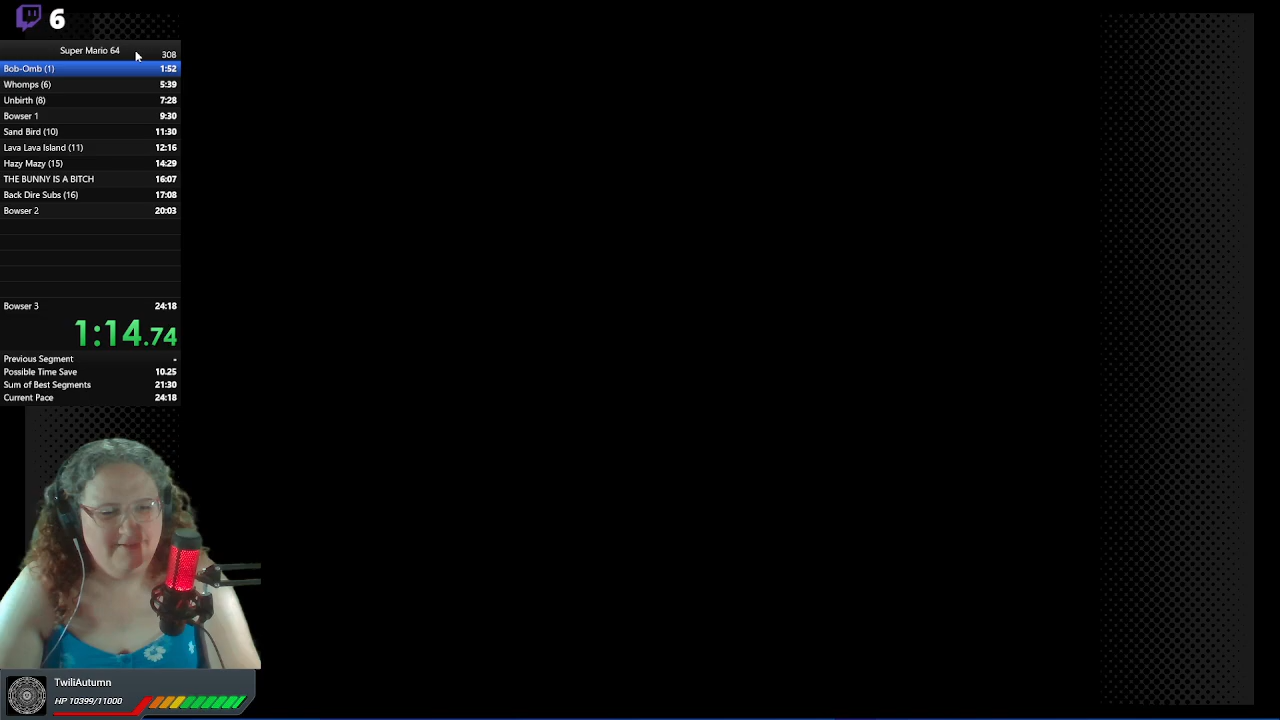 6
Super Mario 64
308
Bob-Omb (1) 1:52
Whomps (6) 5:39
Unbirth (8) 7:28
Bowser 1 9:30
Sand Bird (10) 11:30
Lava Lava Island (11) 12:16
Hazy Mazy (15) 14:29
THE BUNNY IS A BITCH 16:07
Back Dire Subs (16) 17:08
Bowser 2 20:03
Bowser 3 24:18
1:14.74
Previous Segment -
Possible Time Save 10.25
Sum of Best Segments 21:30
Current Pace 24:18
TwiliAutumn
HP 10399/11000